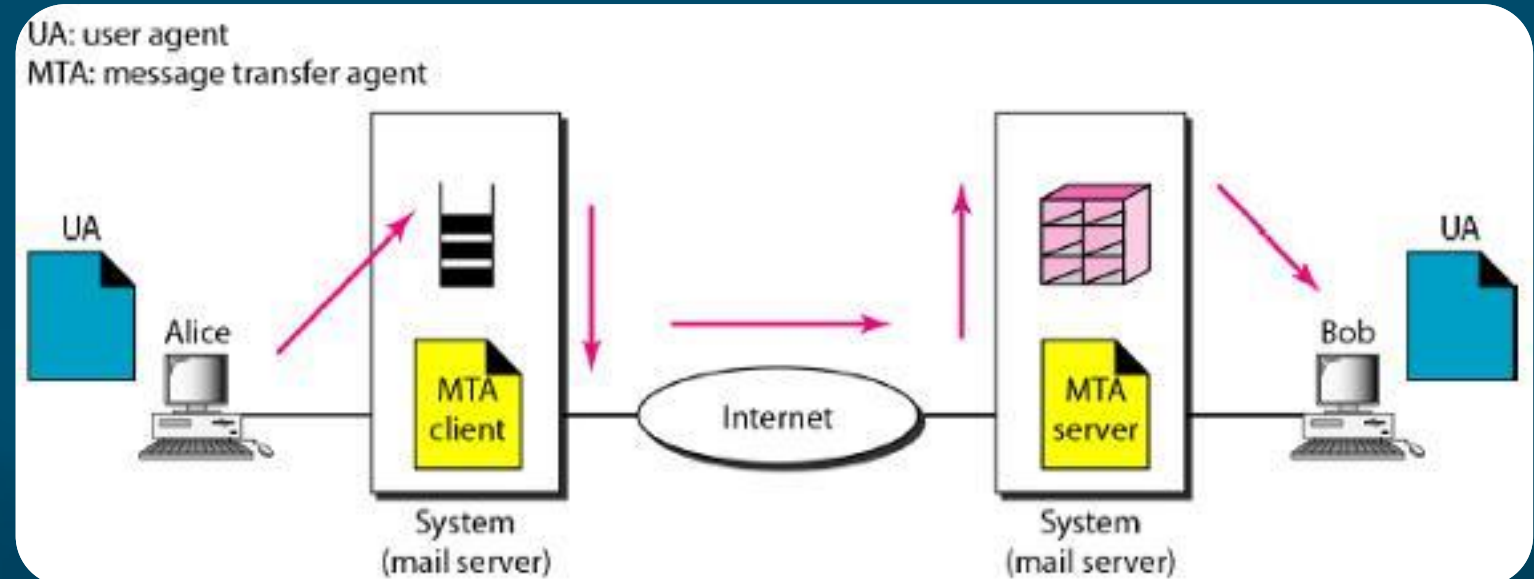 UA: user agent
MTA: message transfer agent
UA
Alice
MTA
client
System
(mail server)
Internet
MTA
server
System
(mail server)
Bob
UA